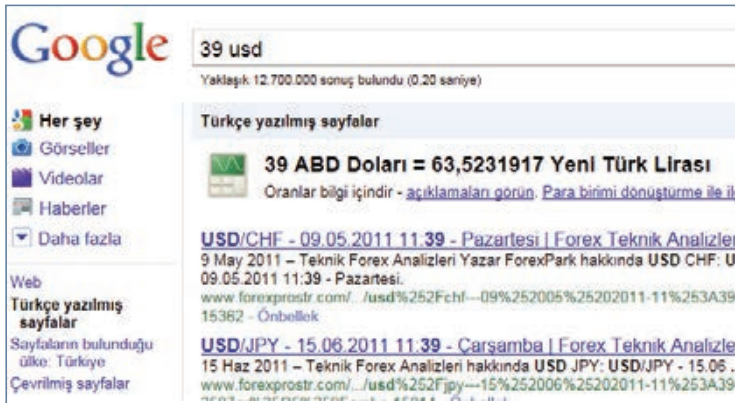 Google
39 usd
Yaklaşık 12.700.000 sonuç bulundu (0,20 saniye)
Her şey
Görseller
Videolar
Haberler
Daha fazla
Web
Türkçe yazılmış
sayfalar
Sayfaların bulunduğu
ülke: Türkiye
Çevrilmiş sayfalar
Türkçe yazılmış sayfalar
39 ABD Doları = 63,5231917 Yeni Türk Lirası
Oranlar bilgi içindir - açıklamaları görün. Para birimi dönüştürme ile
USD/CHF - 09.05.2011 11:39 - Pazartesi | Forex Teknik Analizler
9 May 2011 – Teknik Forex Analizleri Yazar ForexPark hakkında USD CHF: U
09.05.2011 11:39 - Pazartesi.
www.forexprostr.com/.../usd%252Fchf---09%252005%25202011-11%253A39
15362 - Önbellek
USD/JPY - 15.06.2011 11:39 - Çarşamba | Forex Teknik Analizle
15 Haz 2011 – Teknik Forex Analizleri hakkında USD JPY: USD/JPY - 15.06 .
www.forexprostr.com/.../usd%252Fjpy---15%252006%25202011-11%253A39